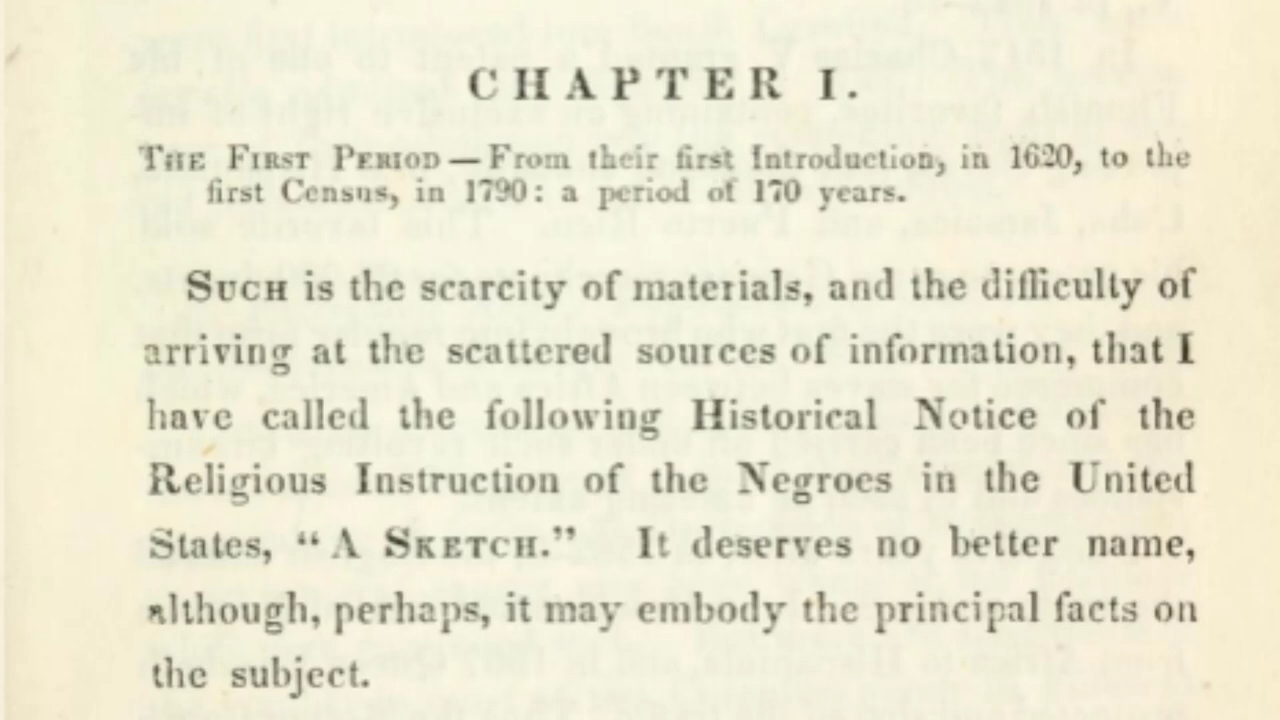 CHAPTER I.
THE FIRST PERIOD—From their first Introduction, in 1620, to the
first Census, in 1790: a period of 170 years.
SUCH is the scarcity of materials, and the difficulty of
arriving at the scattered sources of information, that I
have called the following Historical Notice of the
Religious Instruction of the Negroes in the United
States, “A SKETCH.” It deserves no better name,
although, perhaps, it may embody the principal facts on
the subject.